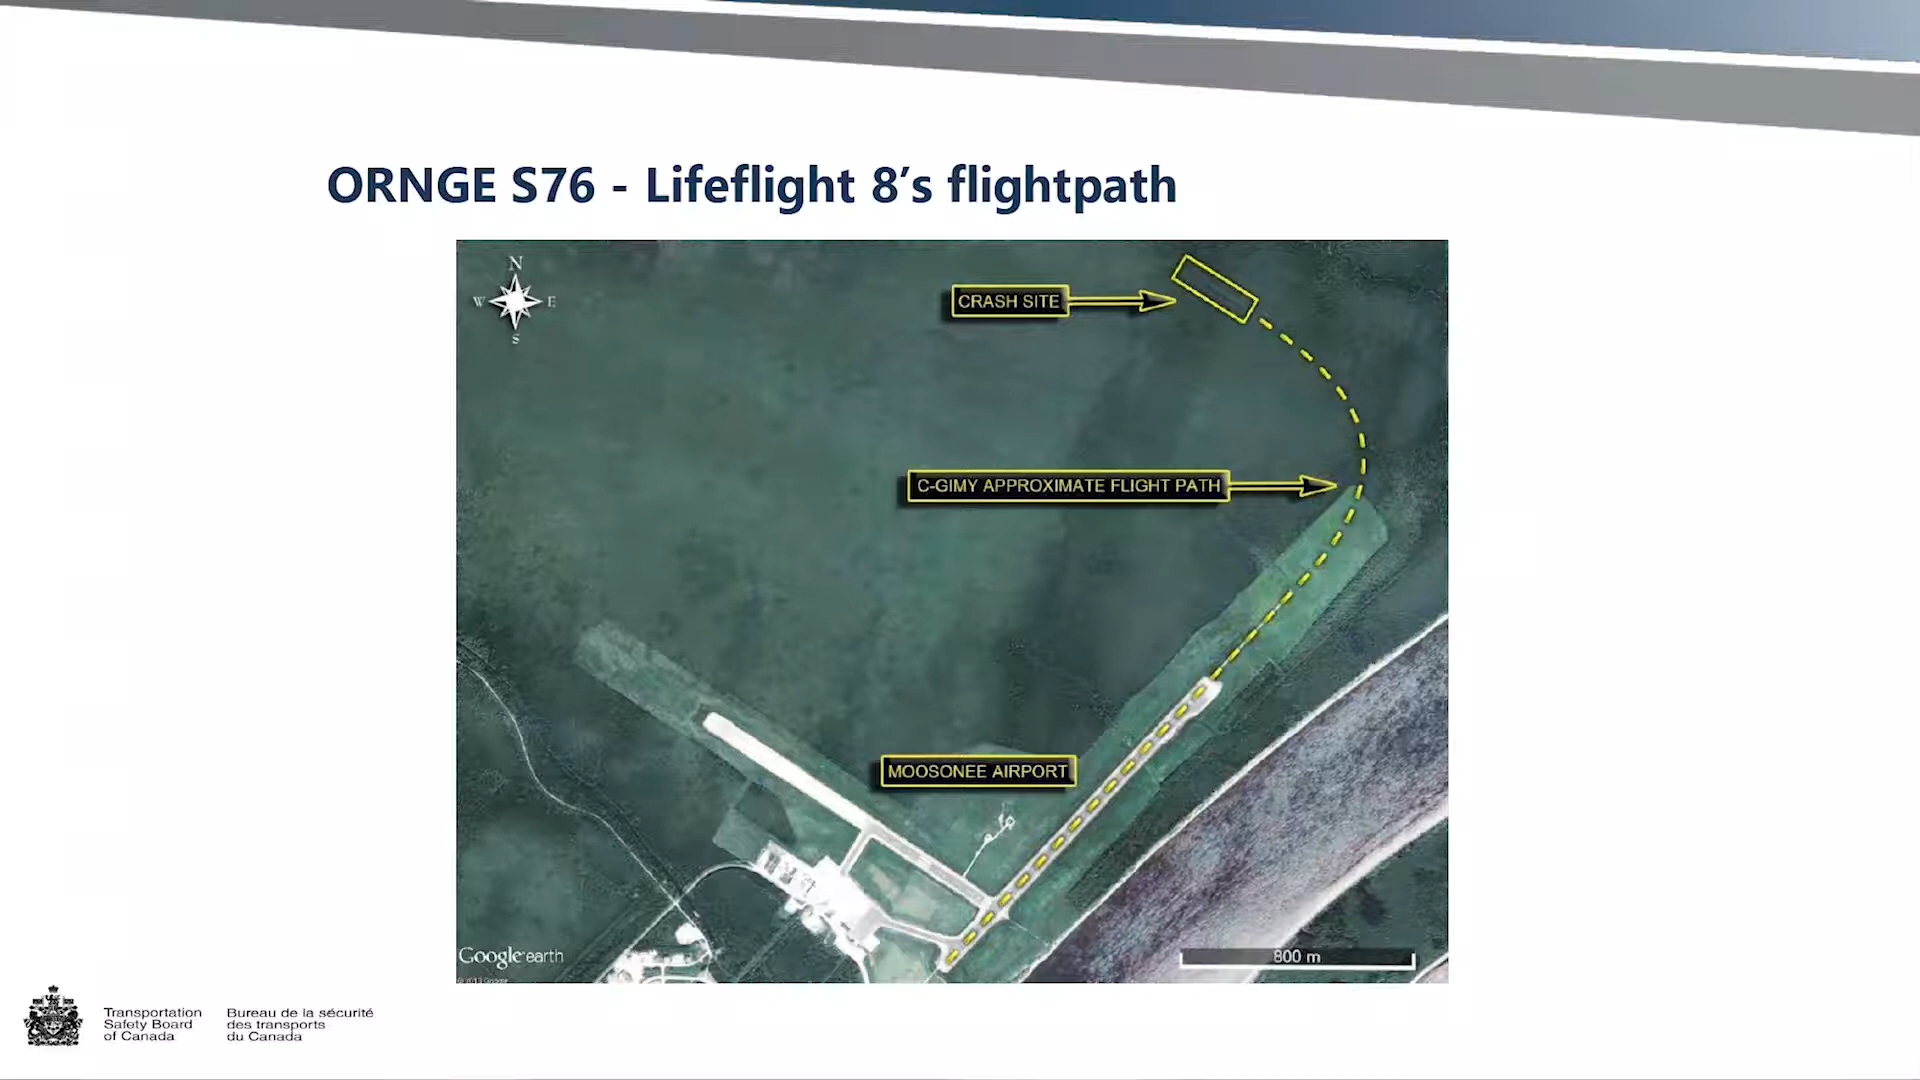 ORNGE S76 - Lifeflight 8's flightpath
N
W E
S
CRASH SITE
C-GIMY APPROXIMATE FLIGHT PATH
MOOSONEE AIRPORT
Google earth
800 m
Transportation
Safety Board
of Canada
Bureau de la sécurité
des transports
du Canada